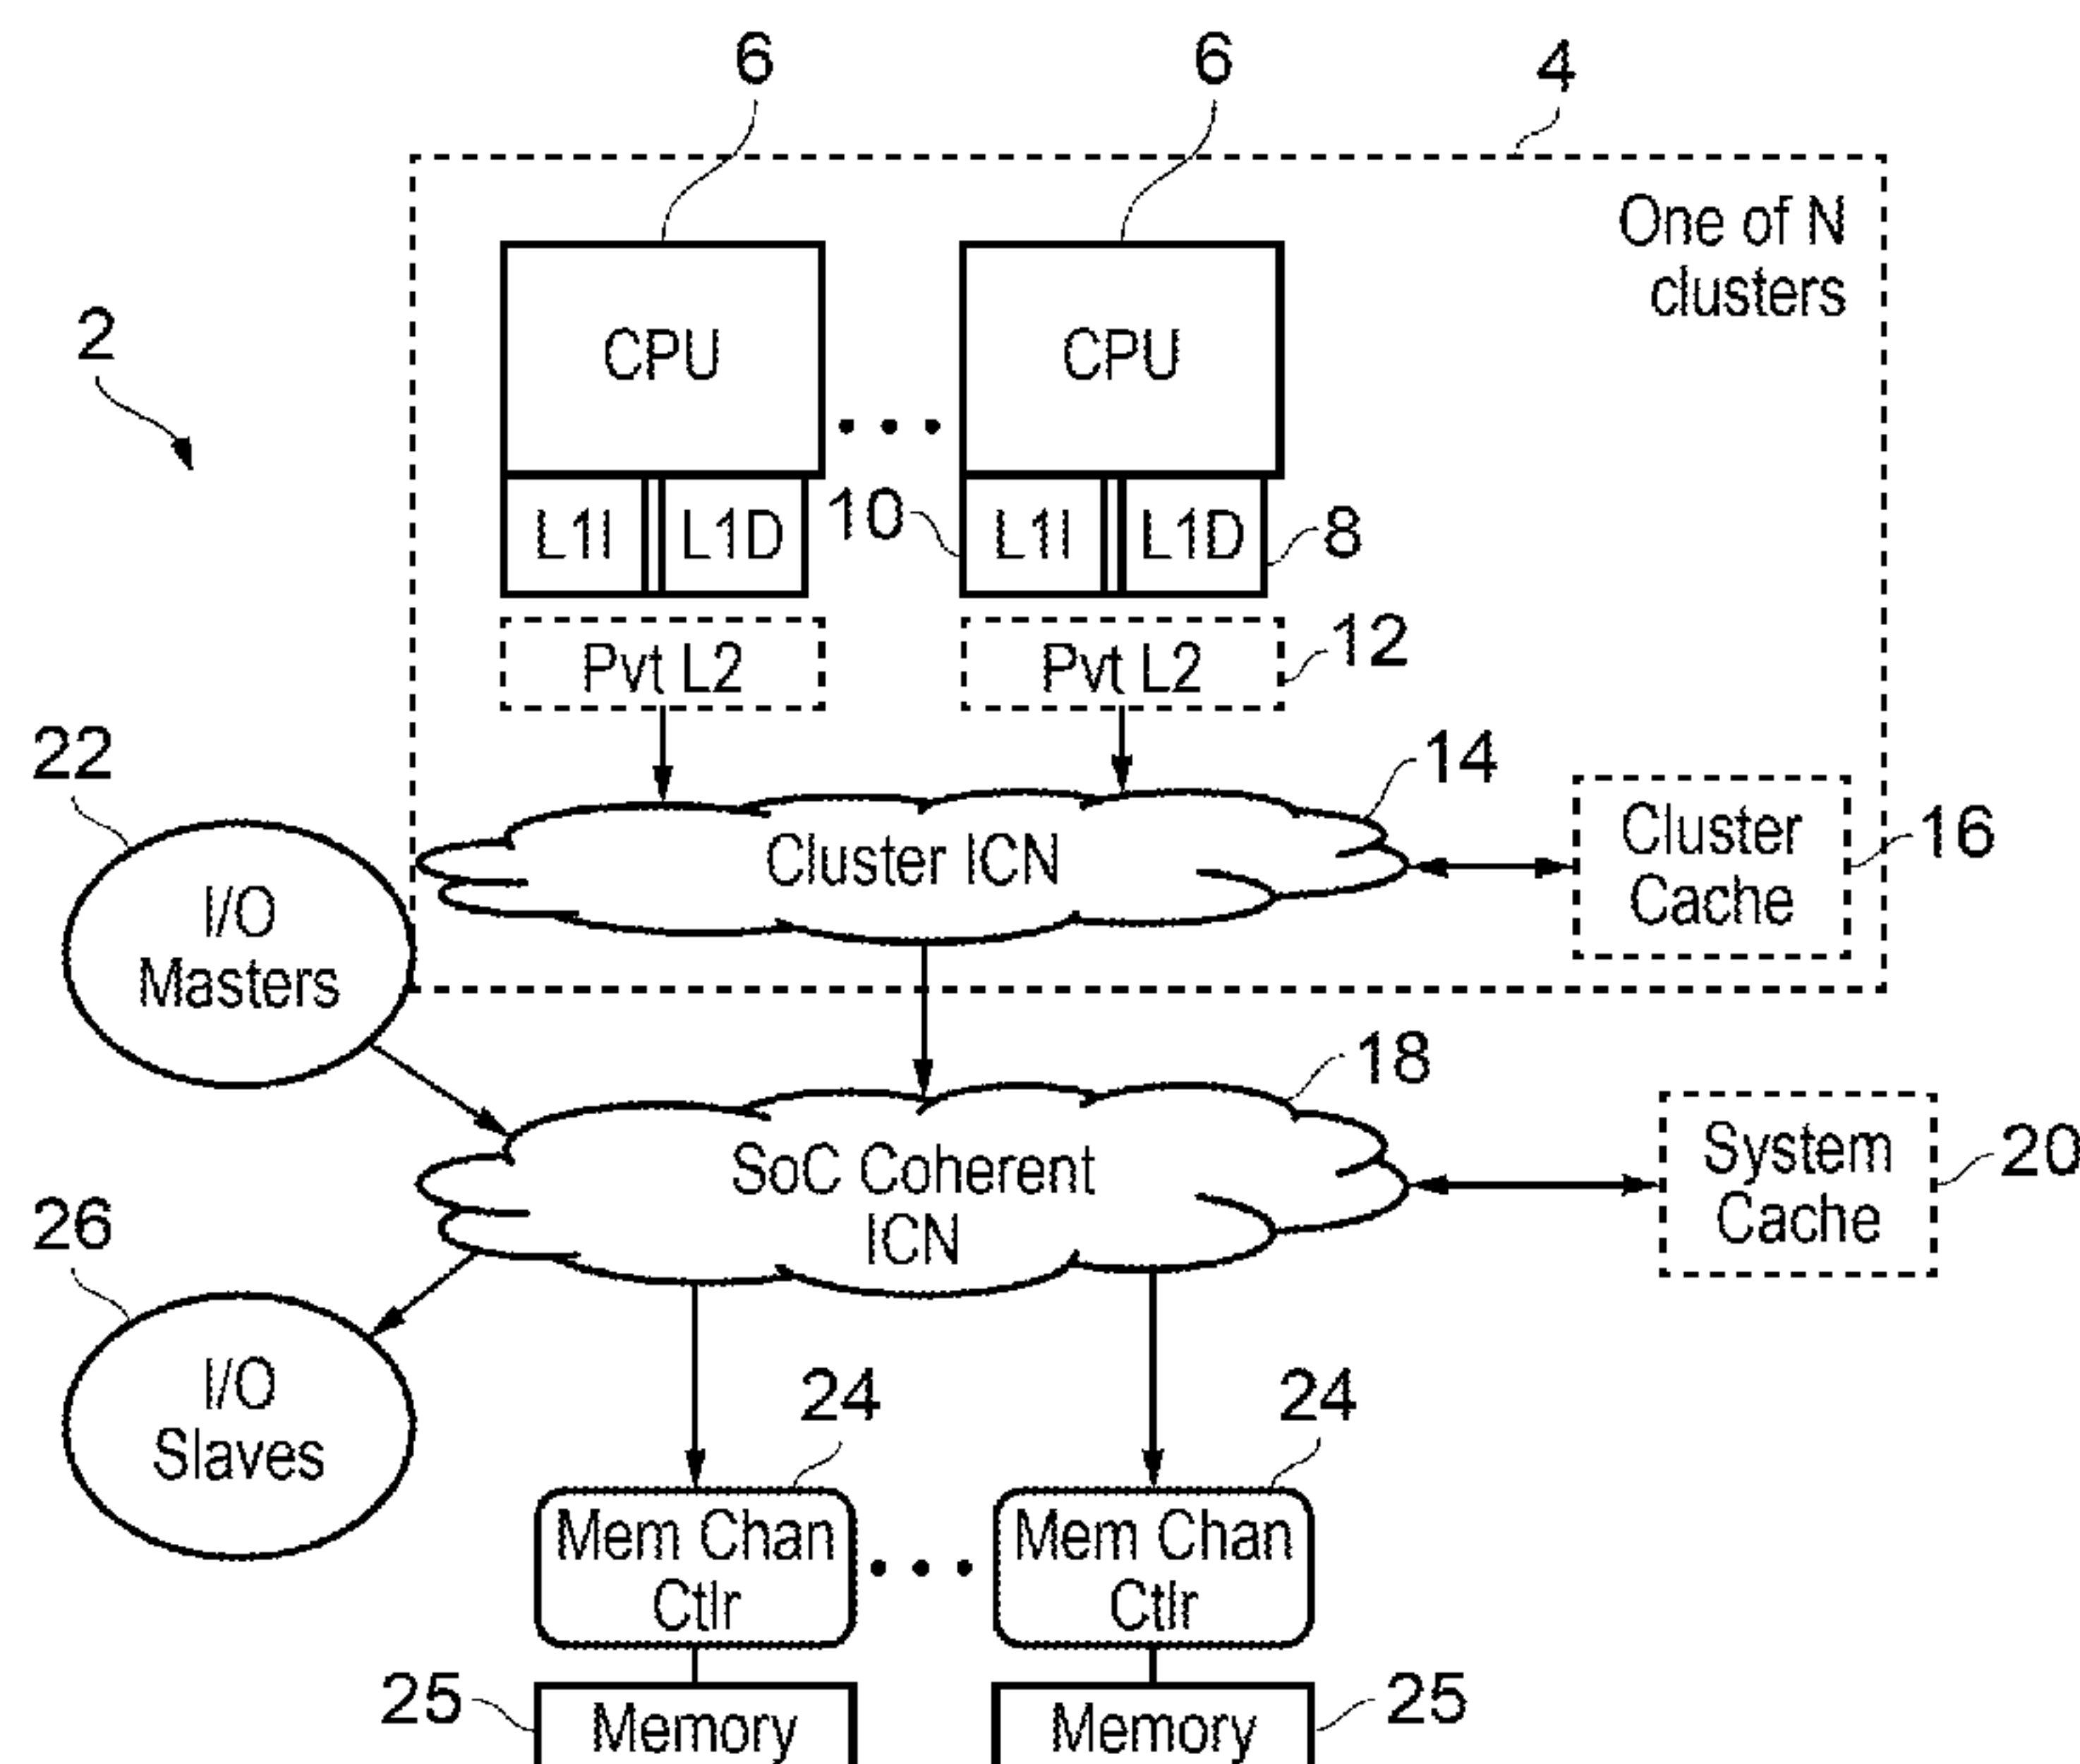 6
6
4
One of N
clusters
2
CPU
CPU
10
8
L1I
L1D
L1I
L1D
Pvt L2
Pvt L2
12
22
14
Cluster ICN
Cluster
Cache
16
I/O
Masters
18
SoC Coherent
ICN
System
Cache
20
26
I/O
Slaves
24
24
Mem Chan
Ctlr
Mem Chan
Ctlr
25
Memory
Memory
25